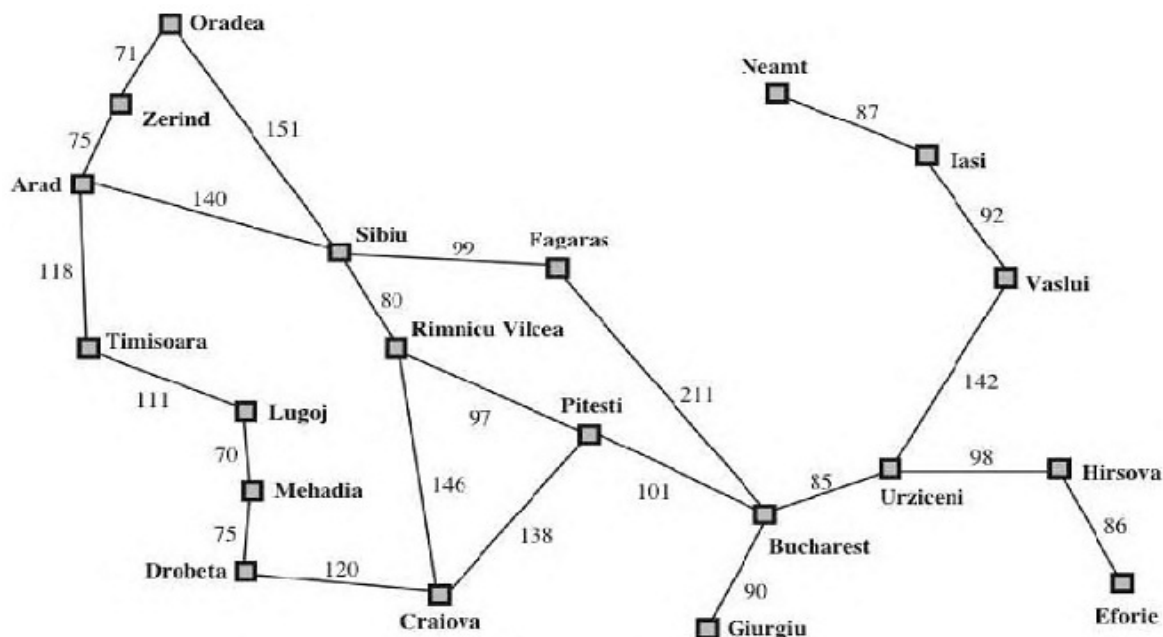 Oradea
71
Neamt
Zerind
87
75
151
Iasi
Arad
140
92
Sibiu
99
Fagaras
118
Vaslui
80
Timisoara
Rimnicu Vilcea
142
111
211
Lugoj
97
Pitesti
70
98
Hirsova
Mehadia
146
101
85
Urziceni
75
138
86
Bucharest
Drobeta
120
90
Craiova
Giurgiu
Eforie